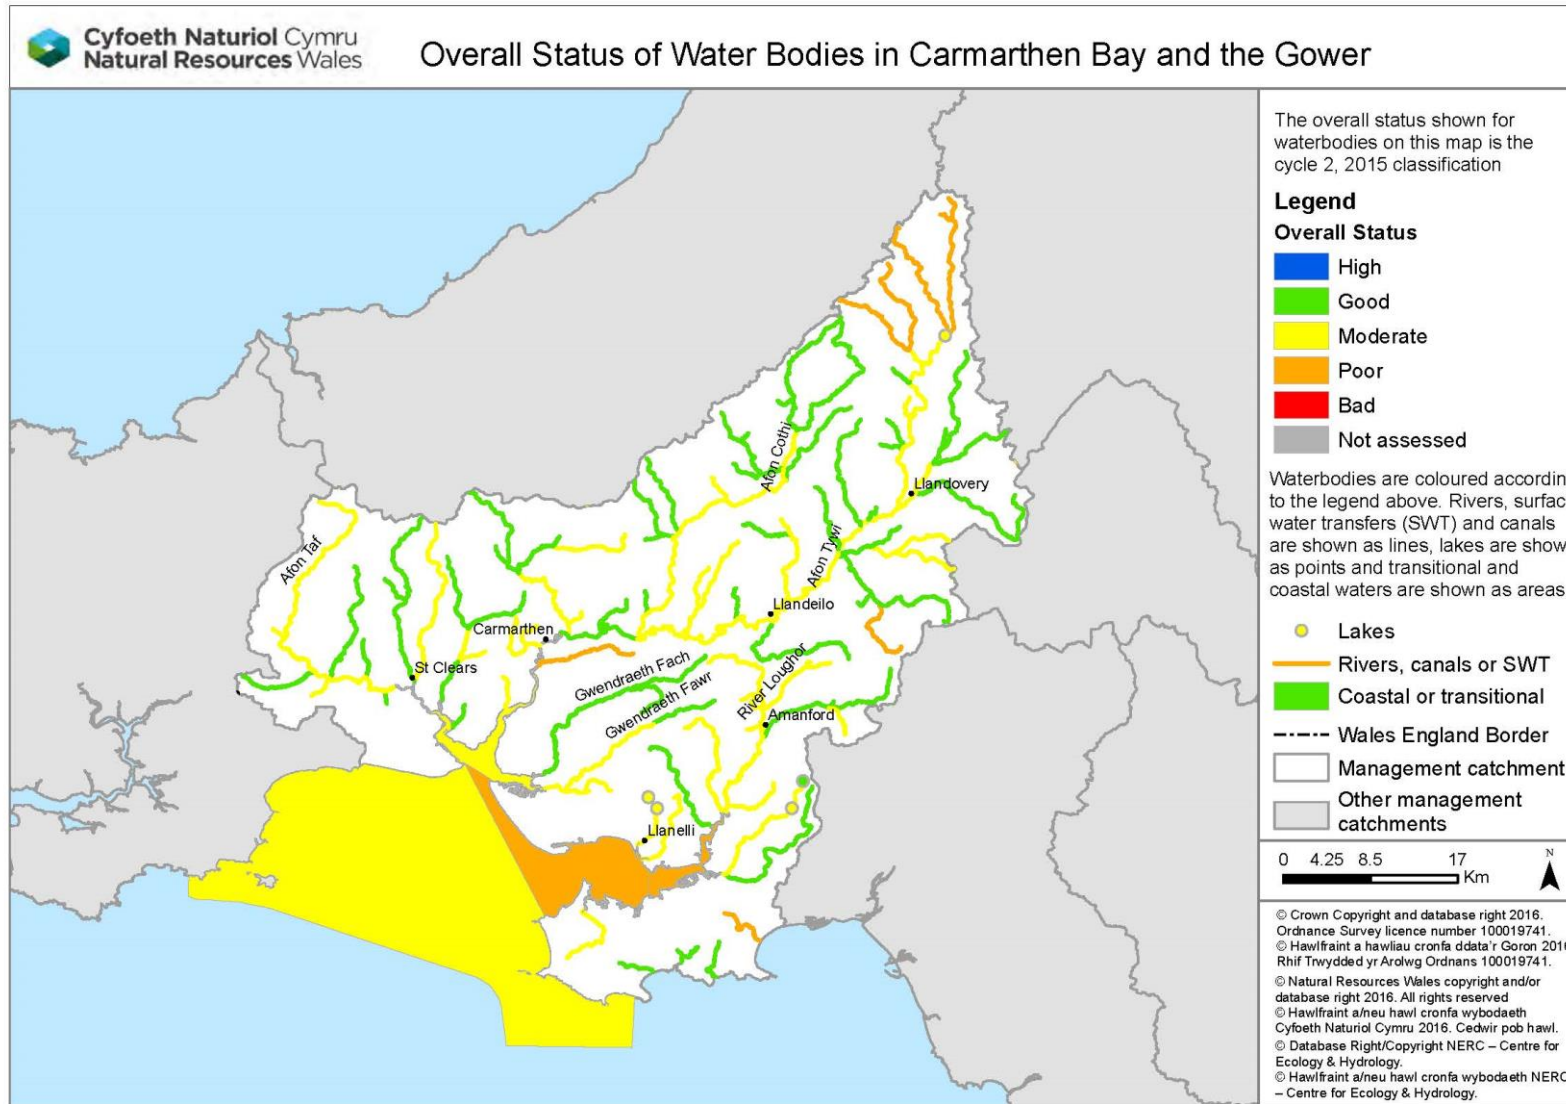 Cyfoeth Naturiol Cymru
Natural Resources Wales
Overall Status of Water Bodies in Carmarthen Bay and the Gower
Afon Cothi
Llandovery
Afon Taf
Afon Tywi
Llandeilo
Carmarthen
St Clears
Gwendraeth Fach
Gwendraeth Fawr
River Loughor
Amanford
Llanelli
The overall status shown for
waterbodies on this map is the
cycle 2, 2015 classification
Legend
Overall Status
High
Good
Moderate
Poor
Bad
Not assessed
Waterbodies are coloured accordin
to the legend above. Rivers, surfac
water transfers (SWT) and canals
are shown as lines, lakes are show
as points and transitional and
coastal waters are shown as areas
Lakes
Rivers, canals or SWT
Coastal or transitional
Wales England Border
Management catchment
Other management
catchments
0 4.25 8.5 17
Km
N
© Crown Copyright and database right 2016.
Ordnance Survey licence number 100019741.
© Hawlfraint a hawliau cronfa ddata'r Goron 2016
Rhif Trwydded yr Arolwg Ordnans 100019741.
© Natural Resources Wales copyright and/or
database right 2016. All rights reserved
© Hawlfraint a/neu hawl cronfa wybodaeth
Cyfoeth Naturiol Cymru 2016. Cedwir pob hawl.
© Database Right/Copyright NERC – Centre for
Ecology & Hydrology.
© Hawlfraint a/neu hawl cronfa wybodaeth NERC
– Centre for Ecology & Hydrology.